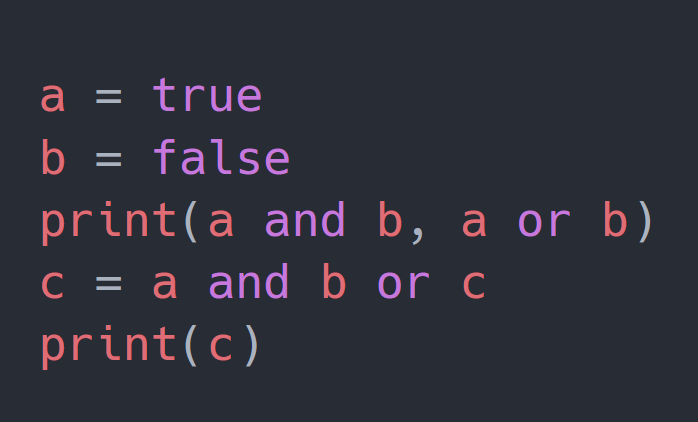 a = true
b = false
print(a and b, a or b)
c = a and b or c
print(c)